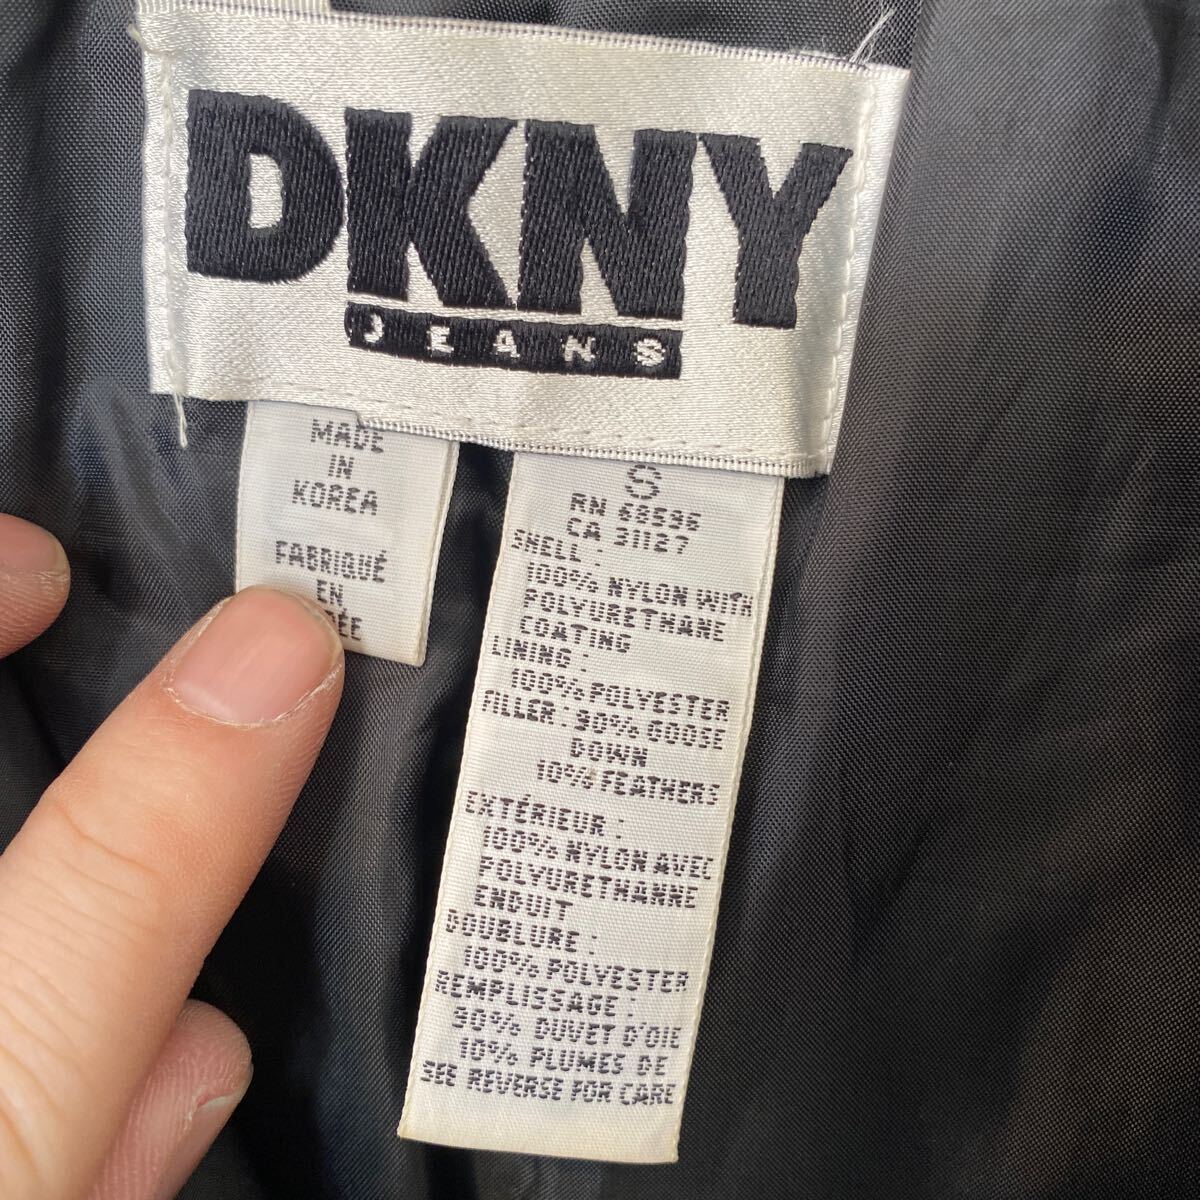 DKNY
JEANS
MADE
IN
KOREA
FABRIQUÉ
EN
S
RN 68596
CA 31127
SHELL :
100% NYLON WITH
POLYURETHANE
COATING
LINING :
100% POLYESTER
FILLER : 90% GOOSE
DOWN
10% FEATHERS
EXTÉRIEUR :
100% NYLON AVEC
POLYURETHANNE
ENDUIT
DOUBLURE :
100% POLYESTER
REMPLISSAGE :
90% DUVET D'OIE
10% PLUMES DE
SEE REVERSE FOR CARE